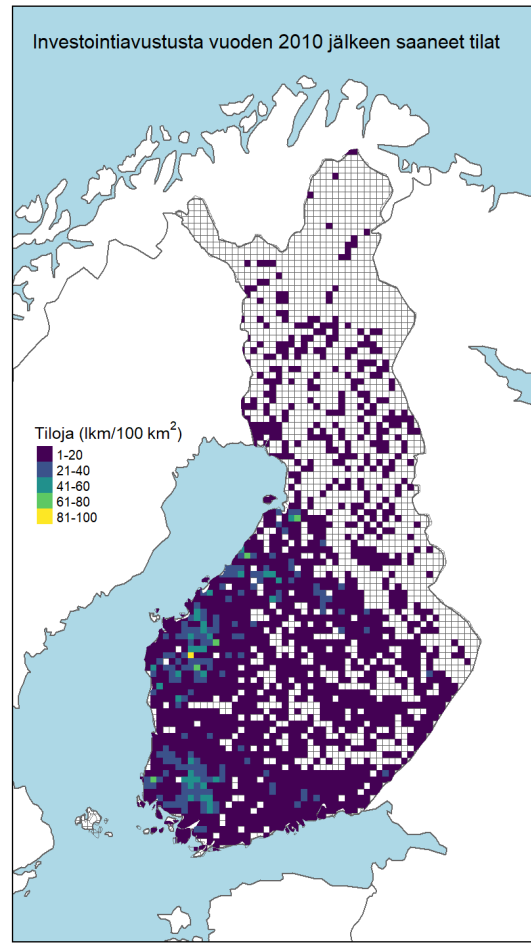 Investointiavustusta vuoden 2010 jälkeen saaneet tilat
Tiloja (lkm/100 km²)
1-20
21-40
41-60
61-80
81-100